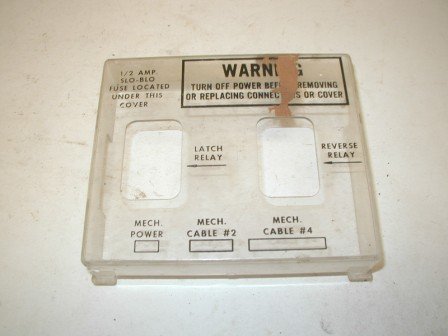 1/2 AMP
SLO-BLO
FUSE LOCATED
UNDER THIS
COVER
WARNING
TURN OFF POWER BEFORE REMOVING
OR REPLACING CONNECTORS OR COVER
LATCH
RELAY
REVERSE
RELAY
MECH.
POWER
MECH.
CABLE #2
MECH.
CABLE #4